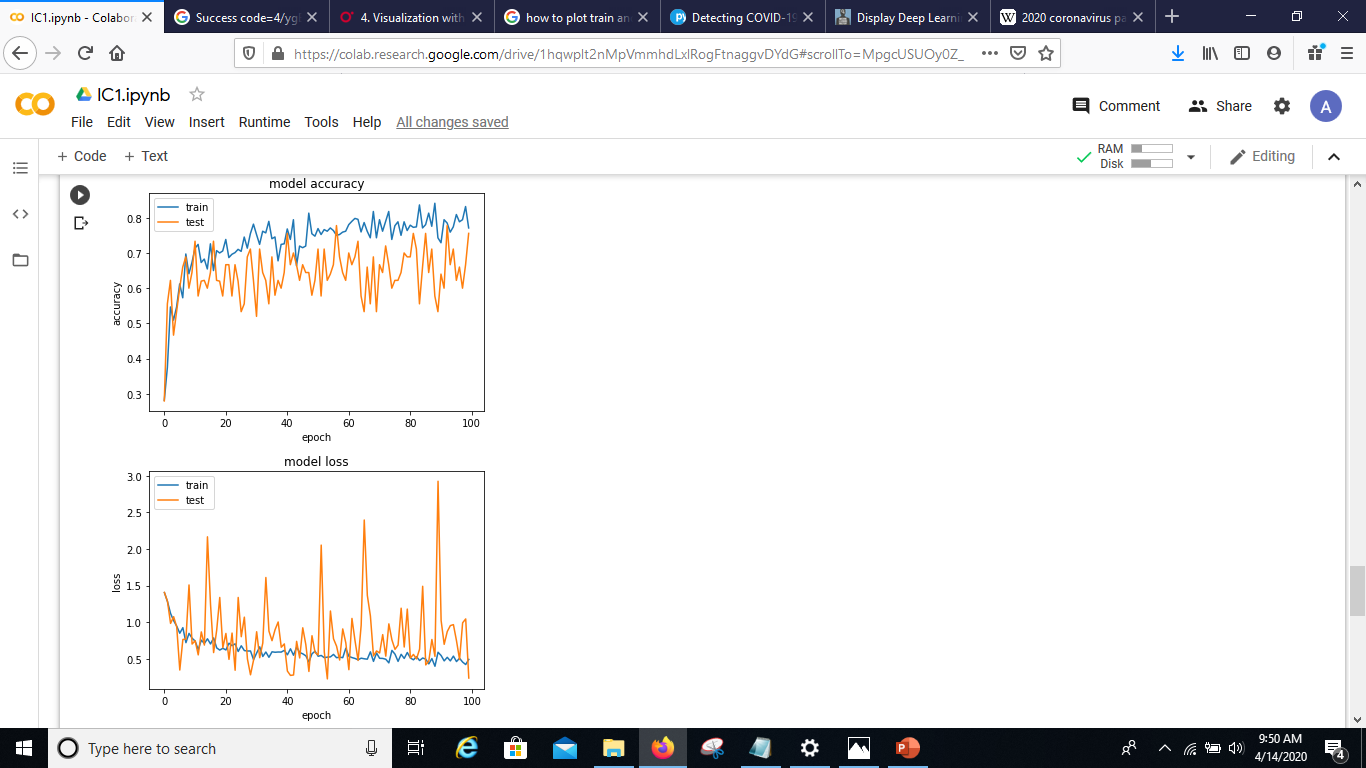 IC1.ipynb - Colabor
Success code=4/ygl
4. Visualization with
how to plot train an
Detecting COVID-19
Display Deep Learni
2020 coronavirus pa
https://colab.research.google.com/drive/1hqwplt2nMpVmmhdLxlRogFtnaggvDYdG#scrollTo=MpgcUSUOy0Z_
IC1.ipynb
Comment
Share
A
File Edit View Insert Runtime Tools Help All changes saved
+ Code + Text
RAM
Disk
Editing
model accuracy
train
test
0.8
0.7
0.6
0.5
0.4
0.3
accuracy
0 20 40 60 80 100
epoch
model loss
train
test
3.0
2.5
2.0
1.5
1.0
0.5
loss
0 20 40 60 80 100
epoch
Type here to search
9:50 AM
4/14/2020
4